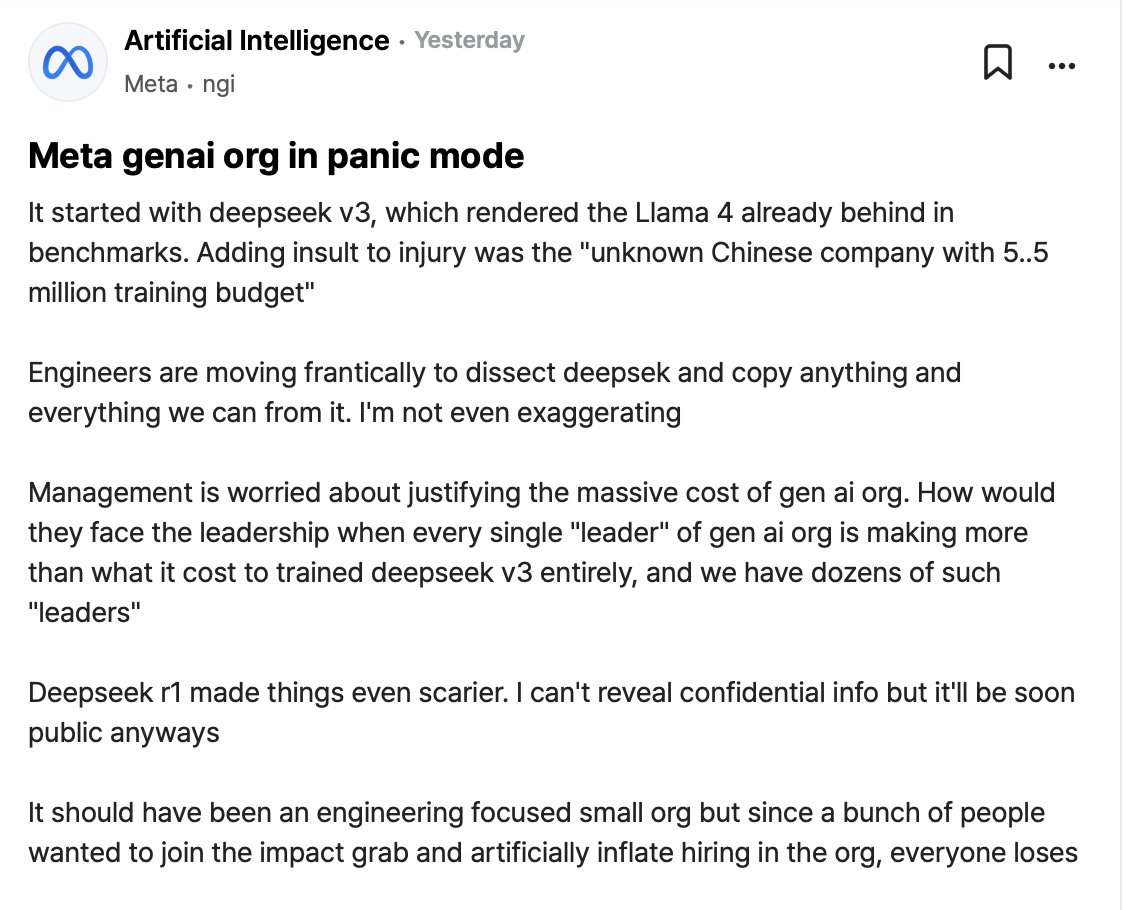 Artificial Intelligence · Yesterday
Meta · ngi
Meta genai org in panic mode
It started with deepseek v3, which rendered the Llama 4 already behind in
benchmarks. Adding insult to injury was the "unknown Chinese company with 5..5
million training budget"
Engineers are moving frantically to dissect deepsek and copy anything and
everything we can from it. I'm not even exaggerating
Management is worried about justifying the massive cost of gen ai org. How would
they face the leadership when every single "leader" of gen ai org is making more
than what it cost to trained deepseek v3 entirely, and we have dozens of such
"leaders"
Deepseek r1 made things even scarier. I can't reveal confidential info but it'll be soon
public anyways
It should have been an engineering focused small org but since a bunch of people
wanted to join the impact grab and artificially inflate hiring in the org, everyone loses